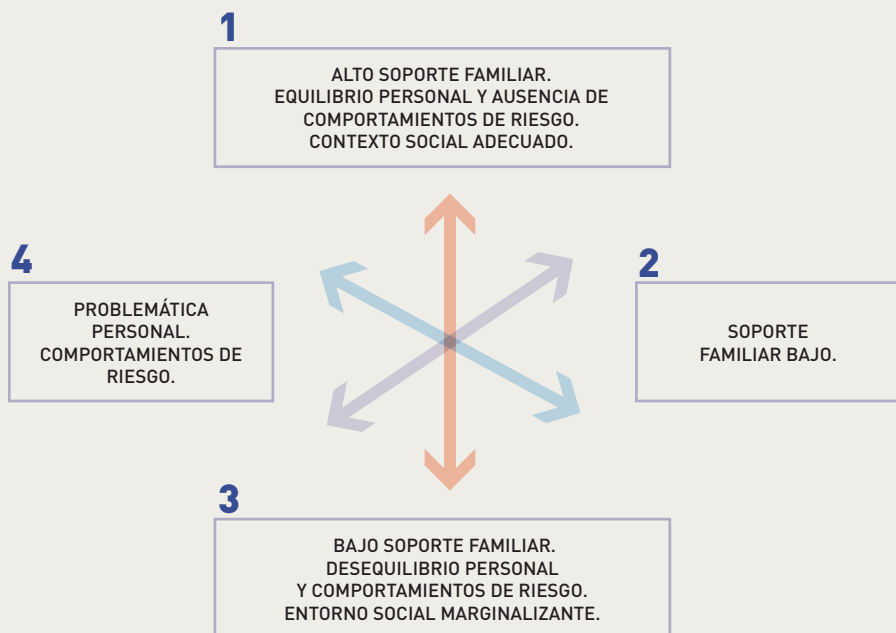 1
ALTO SOPORTE FAMILIAR.
EQUILIBRIO PERSONAL Y AUSENCIA DE
COMPORTAMIENTOS DE RIESGO.
CONTEXTO SOCIAL ADECUADO.
4
PROBLEMÁTICA
PERSONAL.
COMPORTAMIENTOS DE
RIESGO.
2
SOPORTE
FAMILIAR BAJO.
3
BAJO SOPORTE FAMILIAR.
DESEQUILIBRIO PERSONAL
Y COMPORTAMIENTOS DE RIESGO.
ENTORNO SOCIAL MARGINALIZANTE.